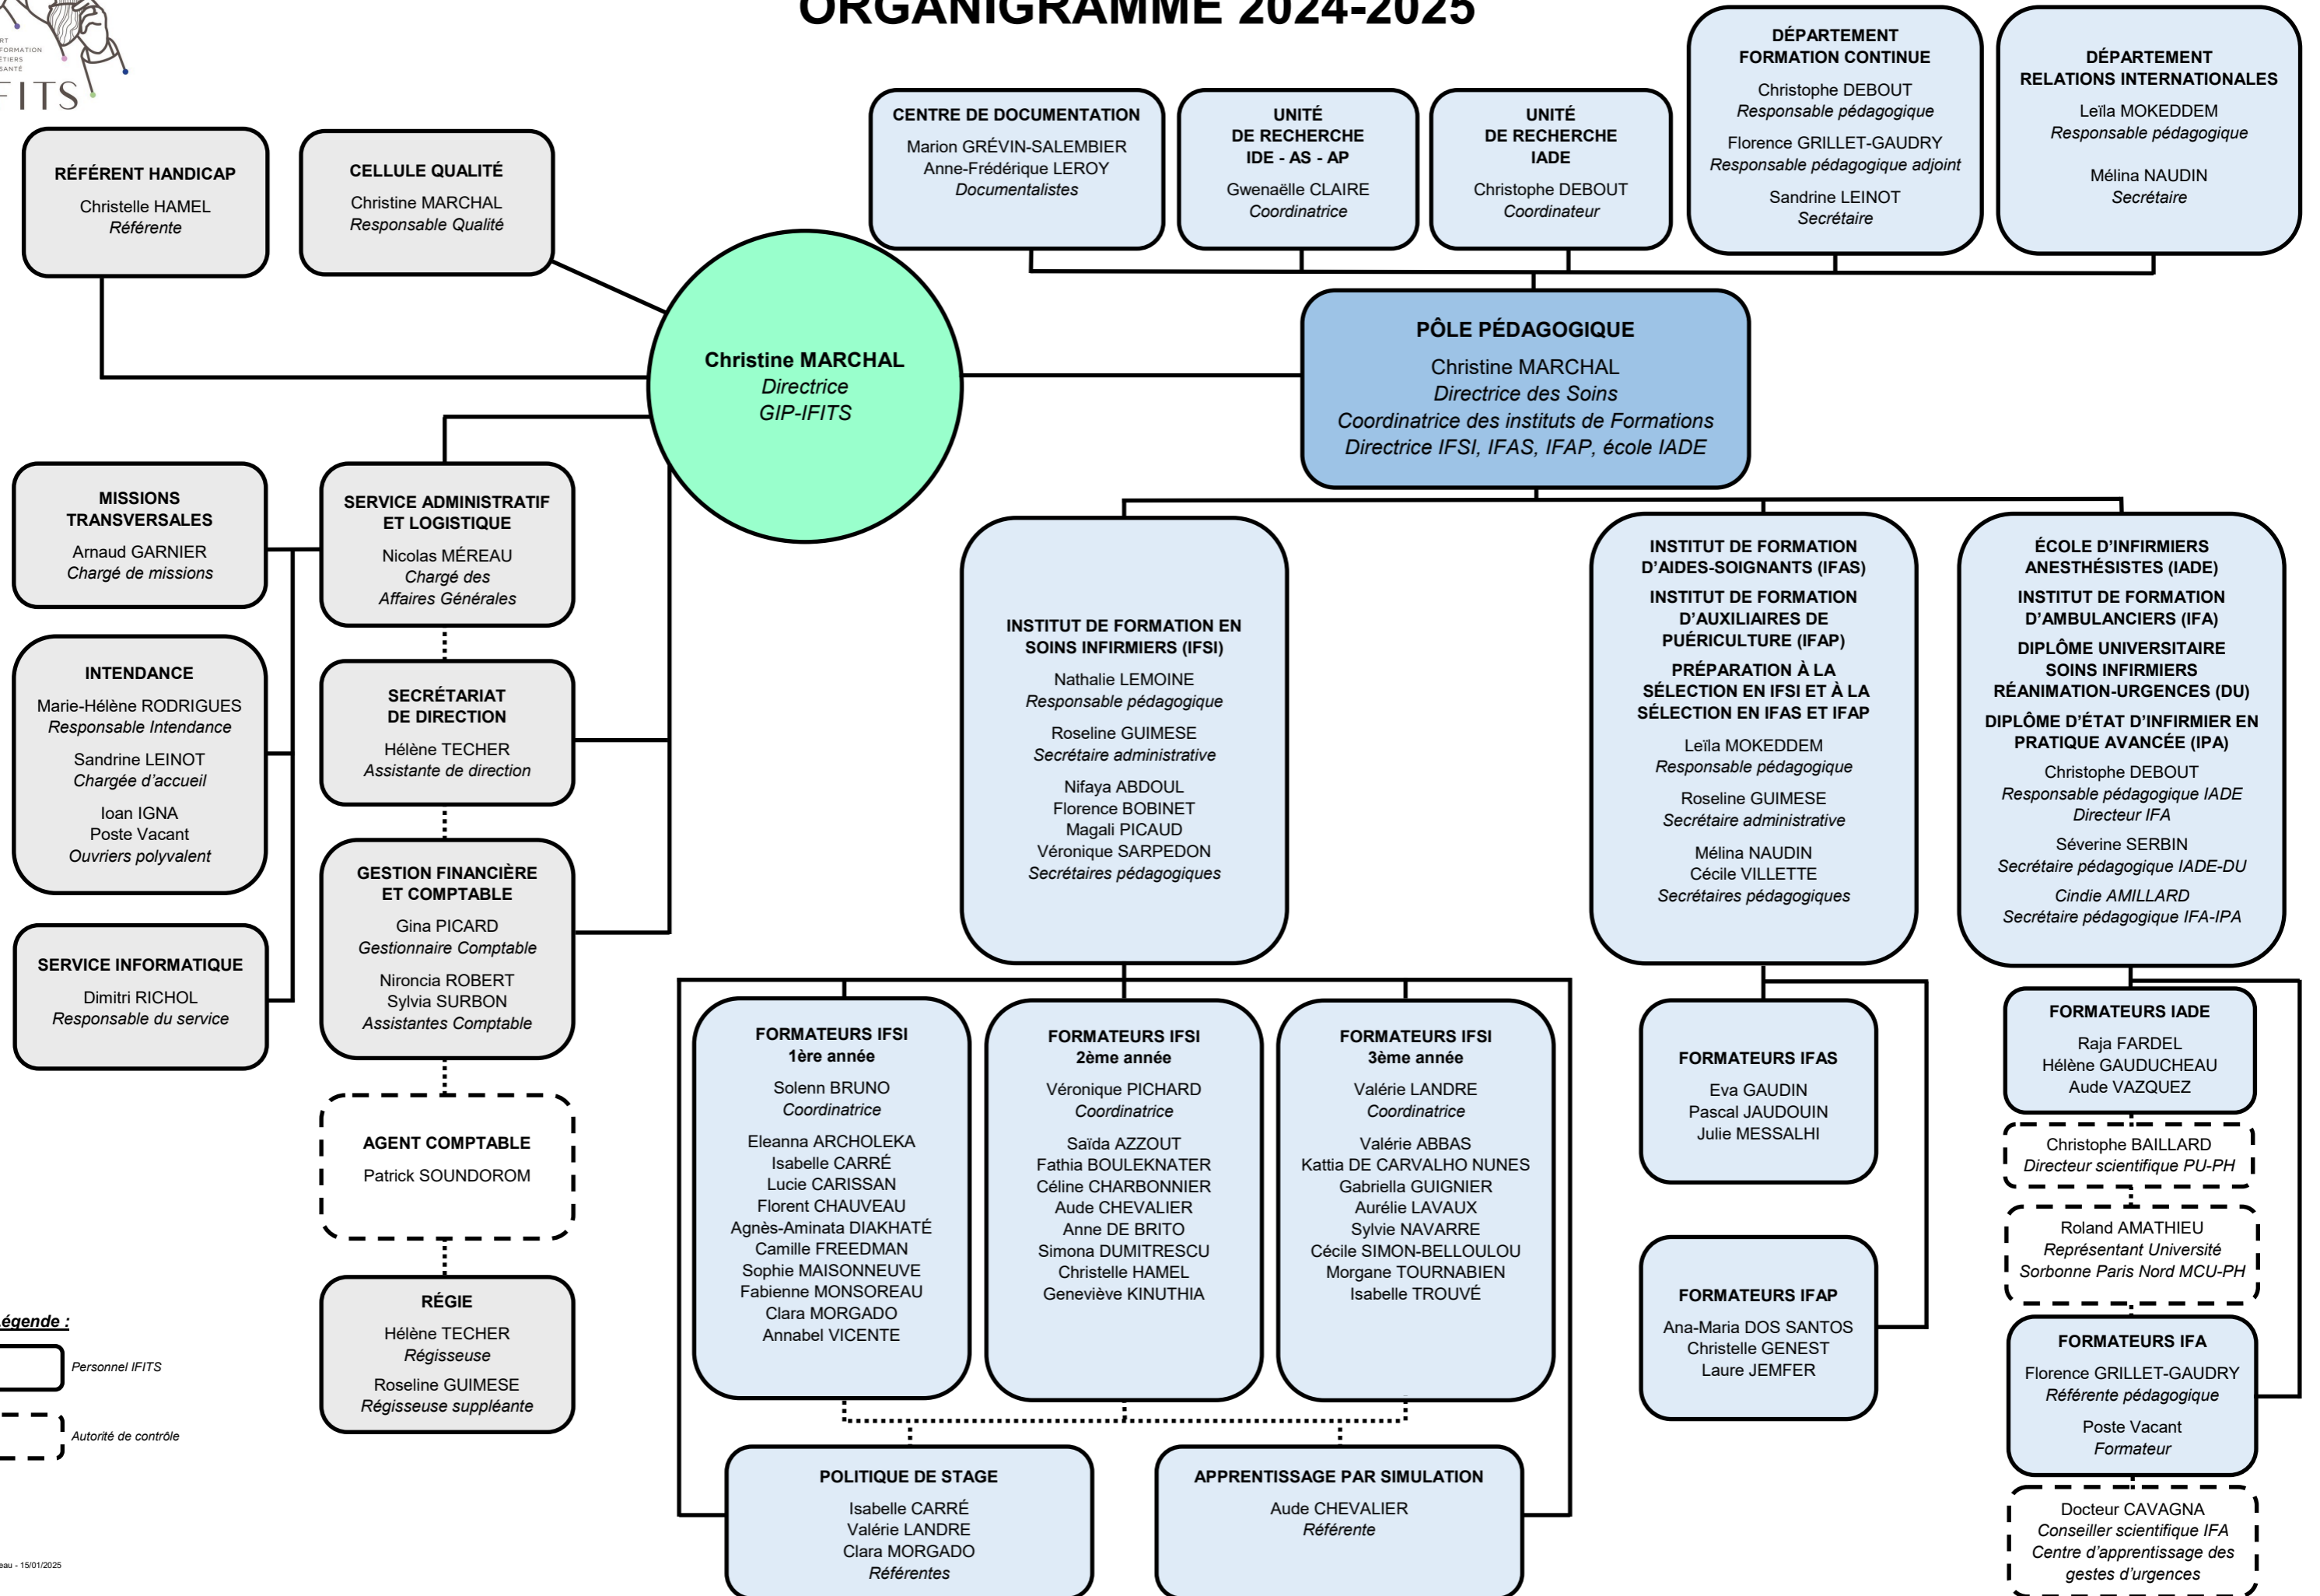 ORGANIGRAMME 2024-2025
FORMATION
SANTÉ
RÉFÉRENT HANDICAP
Christelle HAMEL
Référente
CELLULE QUALITÉ
Christine MARCHAL
Responsable Qualité
CENTRE DE DOCUMENTATION
Marion GRÉVIN-SALEMBIER
Anne-Frédérique LEROY
Documentalistes
UNITÉ
DE RECHERCHE
IDE - AS - AP
Gwenaëlle CLAIRE
Coordinatrice
UNITÉ
DE RECHERCHE
IADE
Christophe DEBOUT
Coordinateur
DÉPARTEMENT
FORMATION CONTINUE
Christophe DEBOUT
Responsable pédagogique
Florence GRILLET-GAUDRY
Responsable pédagogique adjoint
Sandrine LEINOT
Secrétaire
DÉPARTEMENT
RELATIONS INTERNATIONALES
Leïla MOKEDDEM
Responsable pédagogique
Mélina NAUDIN
Secrétaire
Christine MARCHAL
Directrice
GIP-IFITS
PÔLE PÉDAGOGIQUE
Christine MARCHAL
Directrice des Soins
Coordinatrice des instituts de Formations
Directrice IFSI, IFAS, IFAP, école IADE
MISSIONS
TRANSVERSALES
Arnaud GARNIER
Chargé de missions
SERVICE ADMINISTRATIF
ET LOGISTIQUE
Nicolas MÉREAU
Chargé des
Affaires Générales
INTENDANCE
Marie-Hélène RODRIGUES
Responsable Intendance
Sandrine LEINOT
Chargée d'accueil
Ioan IGNA
Poste Vacant
Ouvriers polyvalent
SECRÉTARIAT
DE DIRECTION
Hélène TECHER
Assistante de direction
SERVICE INFORMATIQUE
Dimitri RICHOL
Responsable du service
GESTION FINANCIÈRE
ET COMPTABLE
Gina PICARD
Gestionnaire Comptable
Nironcia ROBERT
Sylvia SURBON
Assistantes Comptable
AGENT COMPTABLE
Patrick SOUNDOROM
RÉGIE
Hélène TECHER
Régisseuse
Roseline GUIMESE
Régisseuse suppléante
INSTITUT DE FORMATION EN
SOINS INFIRMIERS (IFSI)
Nathalie LEMOINE
Responsable pédagogique
Roseline GUIMESE
Secrétaire administrative
Nifaya ABDOUL
Florence BOBINET
Magali PICAUD
Véronique SARPEDON
Secrétaires pédagogiques
INSTITUT DE FORMATION
D'AIDES-SOIGNANTS (IFAS)
INSTITUT DE FORMATION
D'AUXILIAIRES DE
PUÉRICULTURE (IFAP)
PRÉPARATION À LA
SÉLECTION EN IFSI ET À LA
SÉLECTION EN IFAS ET IFAP
Leïla MOKEDDEM
Responsable pédagogique
Roseline GUIMESE
Secrétaire administrative
Mélina NAUDIN
Cécile VILLETTE
Secrétaires pédagogiques
ÉCOLE D'INFIRMIERS
ANESTHÉSISTES (IADE)
INSTITUT DE FORMATION
D'AMBULANCIERS (IFA)
DIPLÔME UNIVERSITAIRE
SOINS INFIRMIERS
RÉANIMATION-URGENCES (DU)
DIPLÔME D'ÉTAT D'INFIRMIER EN
PRATIQUE AVANCÉE (IPA)
Christophe DEBOUT
Responsable pédagogique IADE
Directeur IFA
Séverine SERBIN
Secrétaire pédagogique IADE-DU
Cindie AMILLARD
Secrétaire pédagogique IFA-IPA
FORMATEURS IFSI
1ère année
Solenn BRUNO
Coordinatrice
Eleanna ARCHOLEKA
Isabelle CARRÉ
Lucie CARISSAN
Florent CHAUVEAU
Agnès-Aminata DIAKHATÉ
Camille FREEDMAN
Sophie MAISONNEUVE
Fabienne MONSOREAU
Clara MORGADO
Annabel VICENTE
FORMATEURS IFSI
2ème année
Véronique PICHARD
Coordinatrice
Saïda AZZOUT
Fathia BOULEKNATER
Céline CHARBONNIER
Aude CHEVALIER
Anne DE BRITO
Simona DUMITRESCU
Christelle HAMEL
Geneviève KINUTHIA
FORMATEURS IFSI
3ème année
Valérie LANDRE
Coordinatrice
Valérie ABBAS
Kattia DE CARVALHO NUNES
Gabriella GUIGNIER
Aurélie LAVAUX
Sylvie NAVARRE
Cécile SIMON-BELLOULOU
Morgane TOURNABIEN
Isabelle TROUVÉ
POLITIQUE DE STAGE
Isabelle CARRÉ
Valérie LANDRE
Clara MORGADO
Référentes
APPRENTISSAGE PAR SIMULATION
Aude CHEVALIER
Référente
FORMATEURS IFAS
Eva GAUDIN
Pascal JAUDOUIN
Julie MESSALHI
FORMATEURS IFAP
Ana-Maria DOS SANTOS
Christelle GENEST
Laure JEMFER
FORMATEURS IADE
Raja FARDEL
Hélène GAUDUCHEAU
Aude VAZQUEZ
Christophe BAILLARD
Directeur scientifique PU-PH
Roland AMATHIEU
Représentant Université
Sorbonne Paris Nord MCU-PH
FORMATEURS IFA
Florence GRILLET-GAUDRY
Référente pédagogique
Poste Vacant
Formateur
Docteur CAVAGNA
Conseiller scientifique IFA
Centre d'apprentissage des
gestes d'urgences
égende :
Personnel IFITS
Autorité de contrôle
eau - 15/01/2025